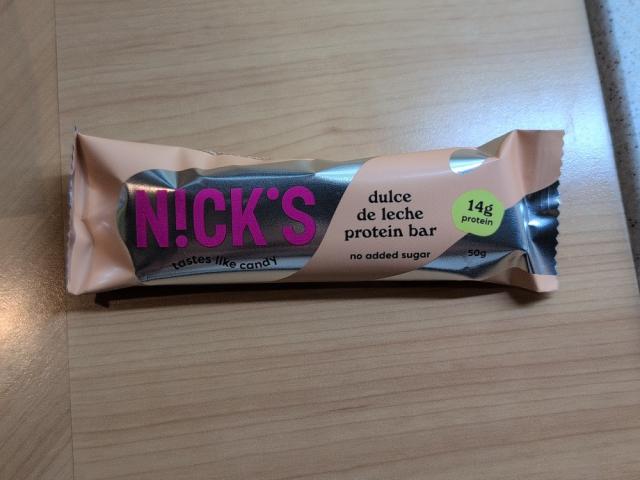 N!CK'S
tastes like candy
dulce
de leche
protein bar
no added sugar
14g
protein
50g